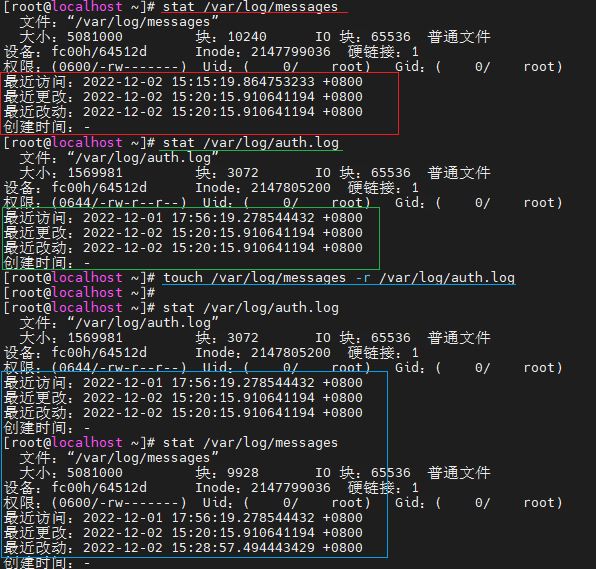 [root@localhost ~]# stat /var/log/messages
文件：“/var/log/messages”
大小：5081000 块：10240 IO 块：65536 普通文件
设备：fc00h/64512d Inode：2147799036 硬链接：1
权限：(0600/-rw-------) Uid：( 0/ root) Gid：( 0/ root)
最近访问：2022-12-02 15:15:19.864753233 +0800
最近更改：2022-12-02 15:20:15.910641194 +0800
最近改动：2022-12-02 15:20:15.910641194 +0800
创建时间：-
[root@localhost ~]# stat /var/log/auth.log
文件：“/var/log/auth.log”
大小：1569981 块：3072 IO 块：65536 普通文件
设备：fc00h/64512d Inode：2147805200 硬链接：1
权限：(0644/-rw-r--r--) Uid：( 0/ root) Gid：( 0/ root)
最近访问：2022-12-01 17:56:19.278544432 +0800
最近更改：2022-12-02 15:20:15.910641194 +0800
最近改动：2022-12-02 15:20:15.910641194 +0800
创建时间：-
[root@localhost ~]# touch /var/log/messages -r /var/log/auth.log
[root@localhost ~]#
[root@localhost ~]# stat /var/log/auth.log
文件：“/var/log/auth.log”
大小：1569981 块：3072 IO 块：65536 普通文件
设备：fc00h/64512d Inode：2147805200 硬链接：1
权限：(0644/-rw-r--r--) Uid：( 0/ root) Gid：( 0/ root)
最近访问：2022-12-01 17:56:19.278544432 +0800
最近更改：2022-12-02 15:20:15.910641194 +0800
最近改动：2022-12-02 15:20:15.910641194 +0800
创建时间：-
[root@localhost ~]# stat /var/log/messages
文件：“/var/log/messages”
大小：5081000 块：9928 IO 块：65536 普通文件
设备：fc00h/64512d Inode：2147799036 硬链接：1
权限：(0600/-rw-------) Uid：( 0/ root) Gid：( 0/ root)
最近访问：2022-12-01 17:56:19.278544432 +0800
最近更改：2022-12-02 15:20:15.910641194 +0800
最近改动：2022-12-02 15:28:57.494443429 +0800
创建时间：-